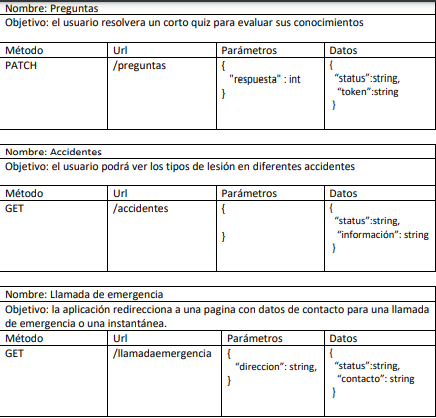 Nombre: Preguntas
Objetivo: el usuario resolvera un corto quiz para evaluar sus conocimientos
Método Url Parámetros Datos
PATCH /preguntas { {
"respuesta" : int "status":string,
} "token":string
}
Nombre: Accidentes
Objetivo: el usuario podrá ver los tipos de lesión en diferentes accidentes
Método Url Parámetros Datos
GET /accidentes { {
"status":string,
} "información": string
}
Nombre: Llamada de emergencia
Objetivo: la aplicación redirecciona a una pagina con datos de contacto para una llamada
de emergencia o una instantánea.
Método Url Parámetros Datos
GET /llamadaemergencia { {
"direccion": string, "status":string,
} "contacto": string
}